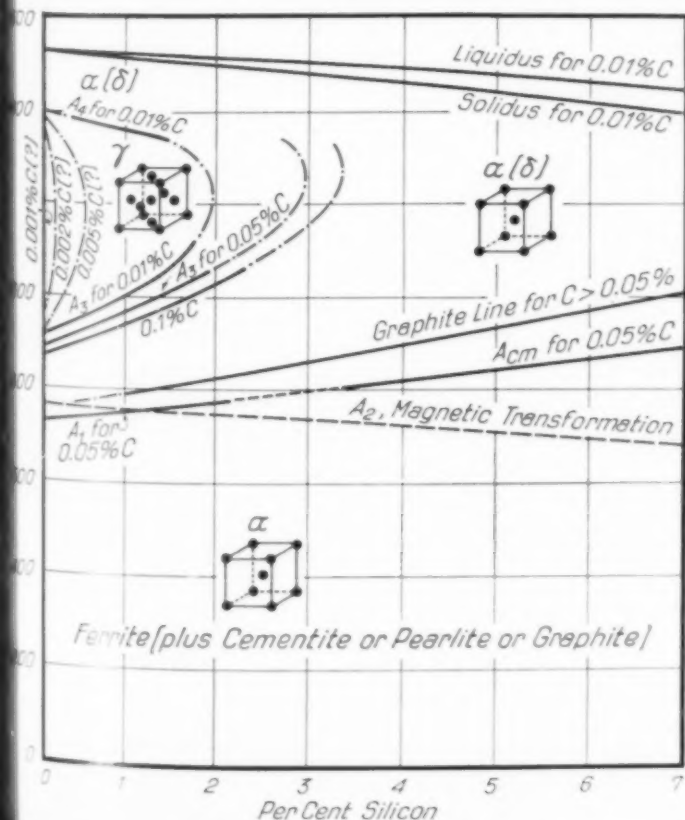 Liquidus for 0.01%C
Solidus for 0.01%C
α[δ]
A4 for 0.01%C
γ
α[δ]
0.001%C(?)
0.002%C(?)
0.005%C(?)
A3 for 0.01%C
A3 for 0.05%C
0.1%C
Graphite Line for C>0.05%
Acm for 0.05%C
A2, Magnetic Transformation
A1 for
0.05%C
α
Ferrite [plus Cementite or Pearlite or Graphite]
0
0 1 2 3 4 5 6 7
Per Cent Silicon